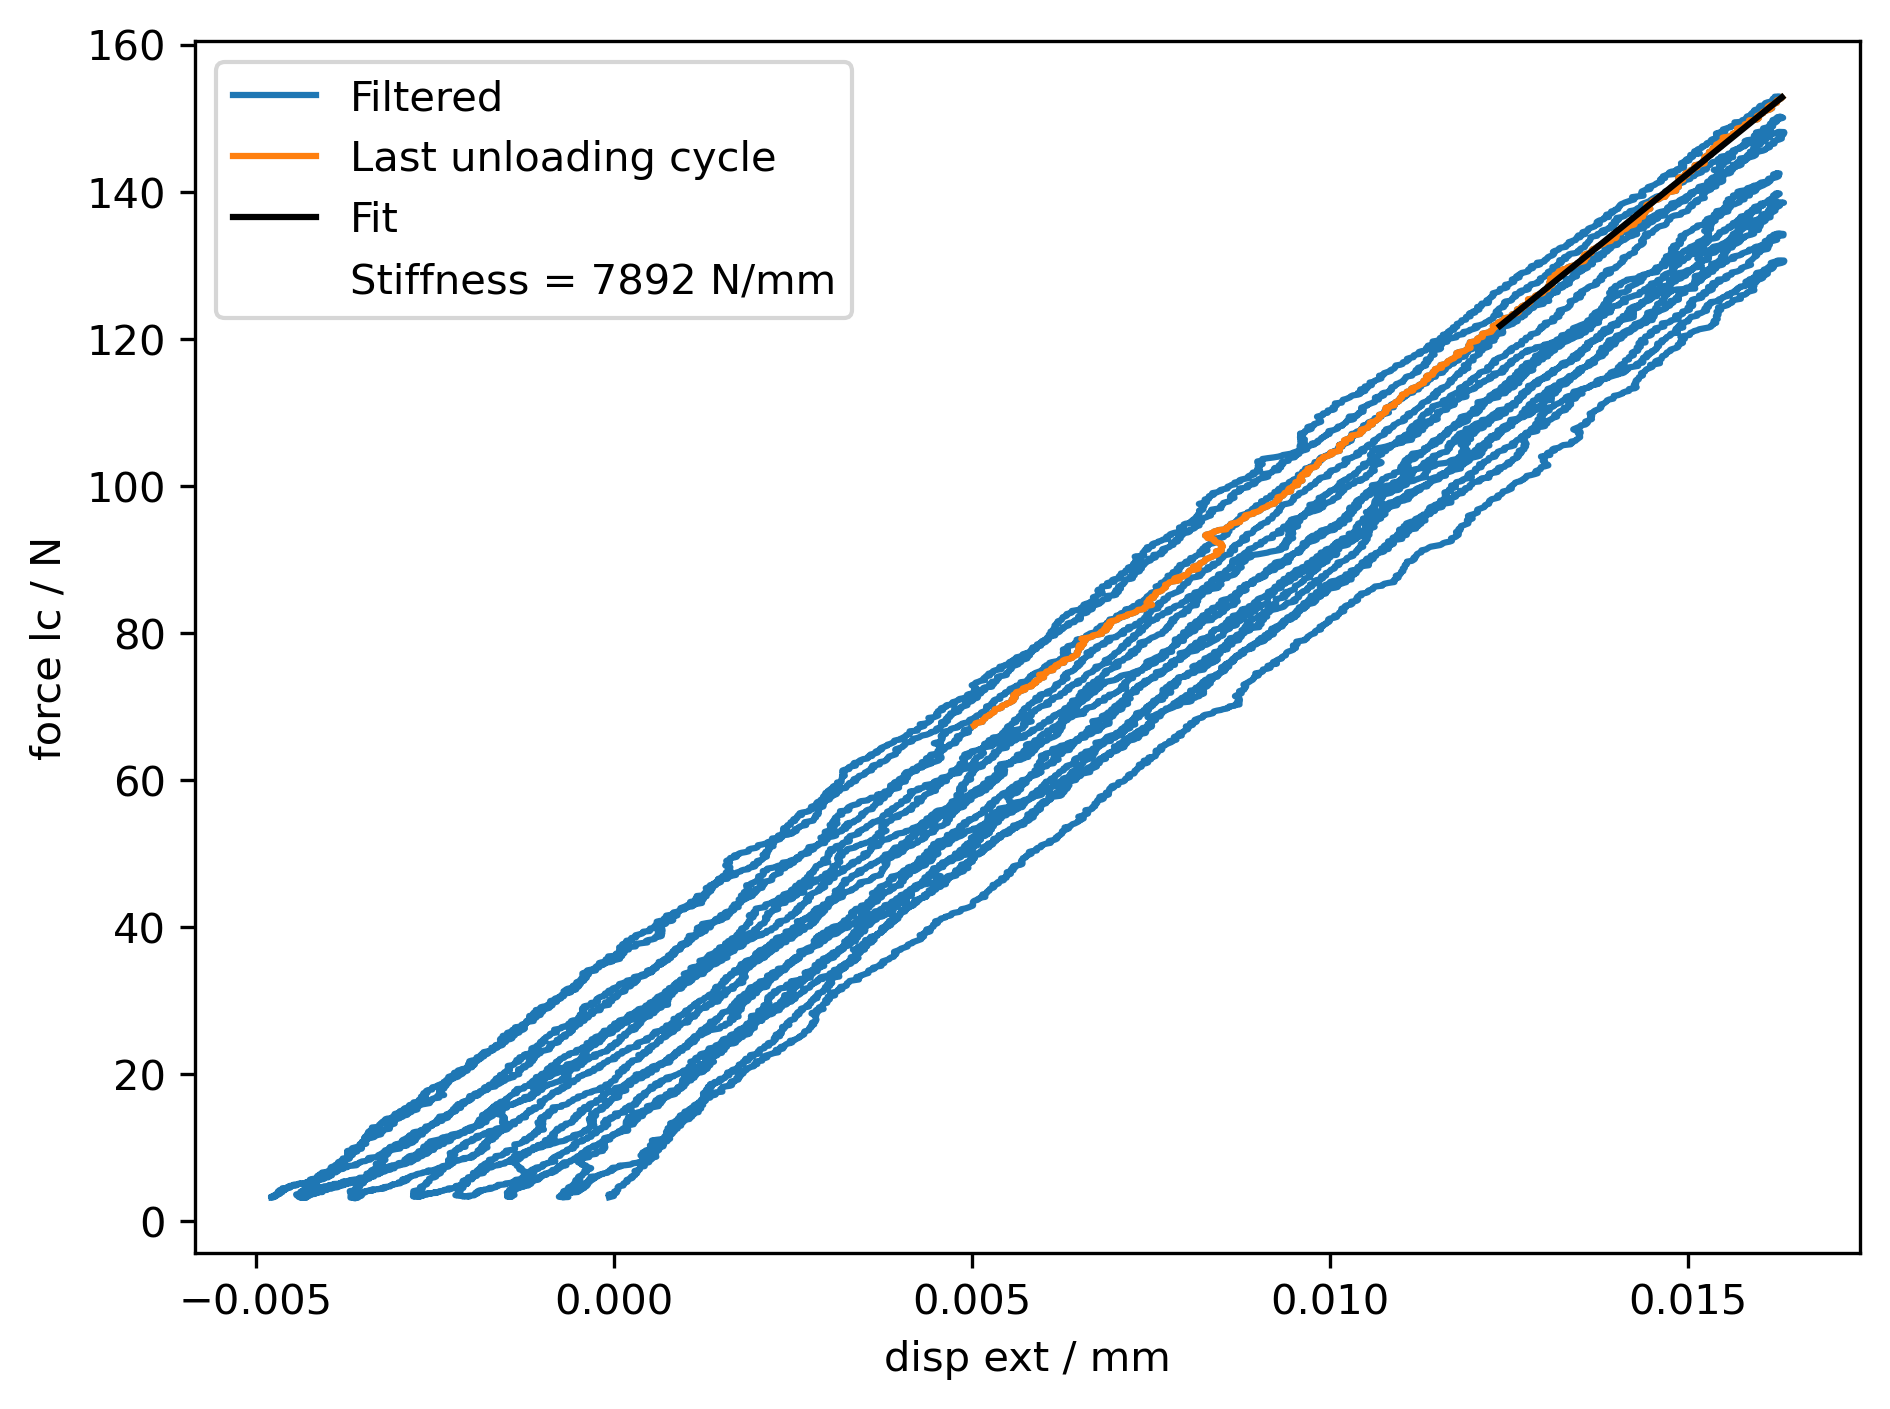 160
140
120
100
80
60
40
20
0
force lc / N
Filtered
Last unloading cycle
Fit
Stiffness = 7892 N/mm
−0.005 0.000 0.005 0.010 0.015
disp ext / mm